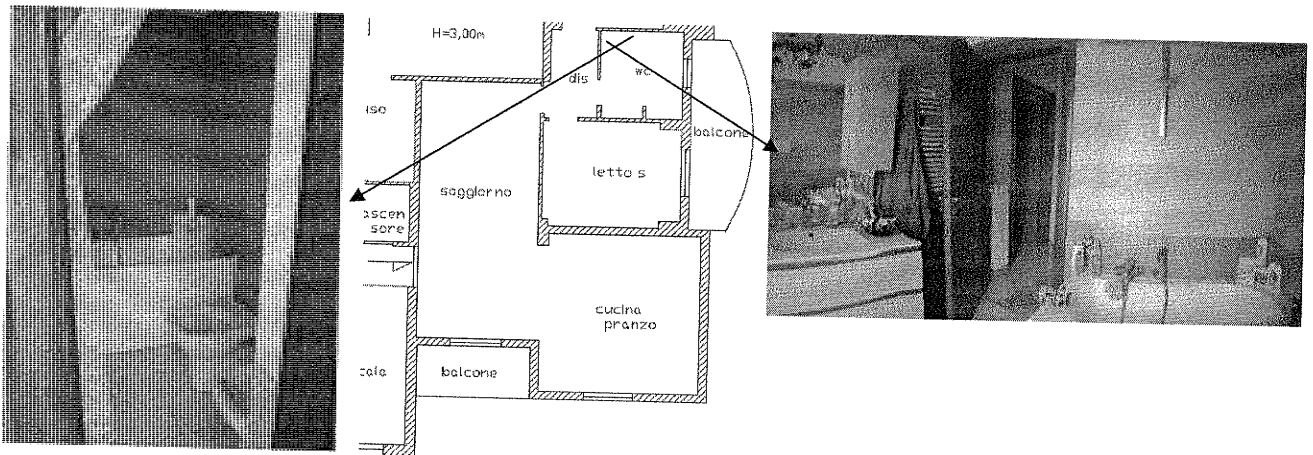 H=3,00m
dis
wc
balcone
letto s
soggiorno
ascen
sore
cucina
pranzo
balcone